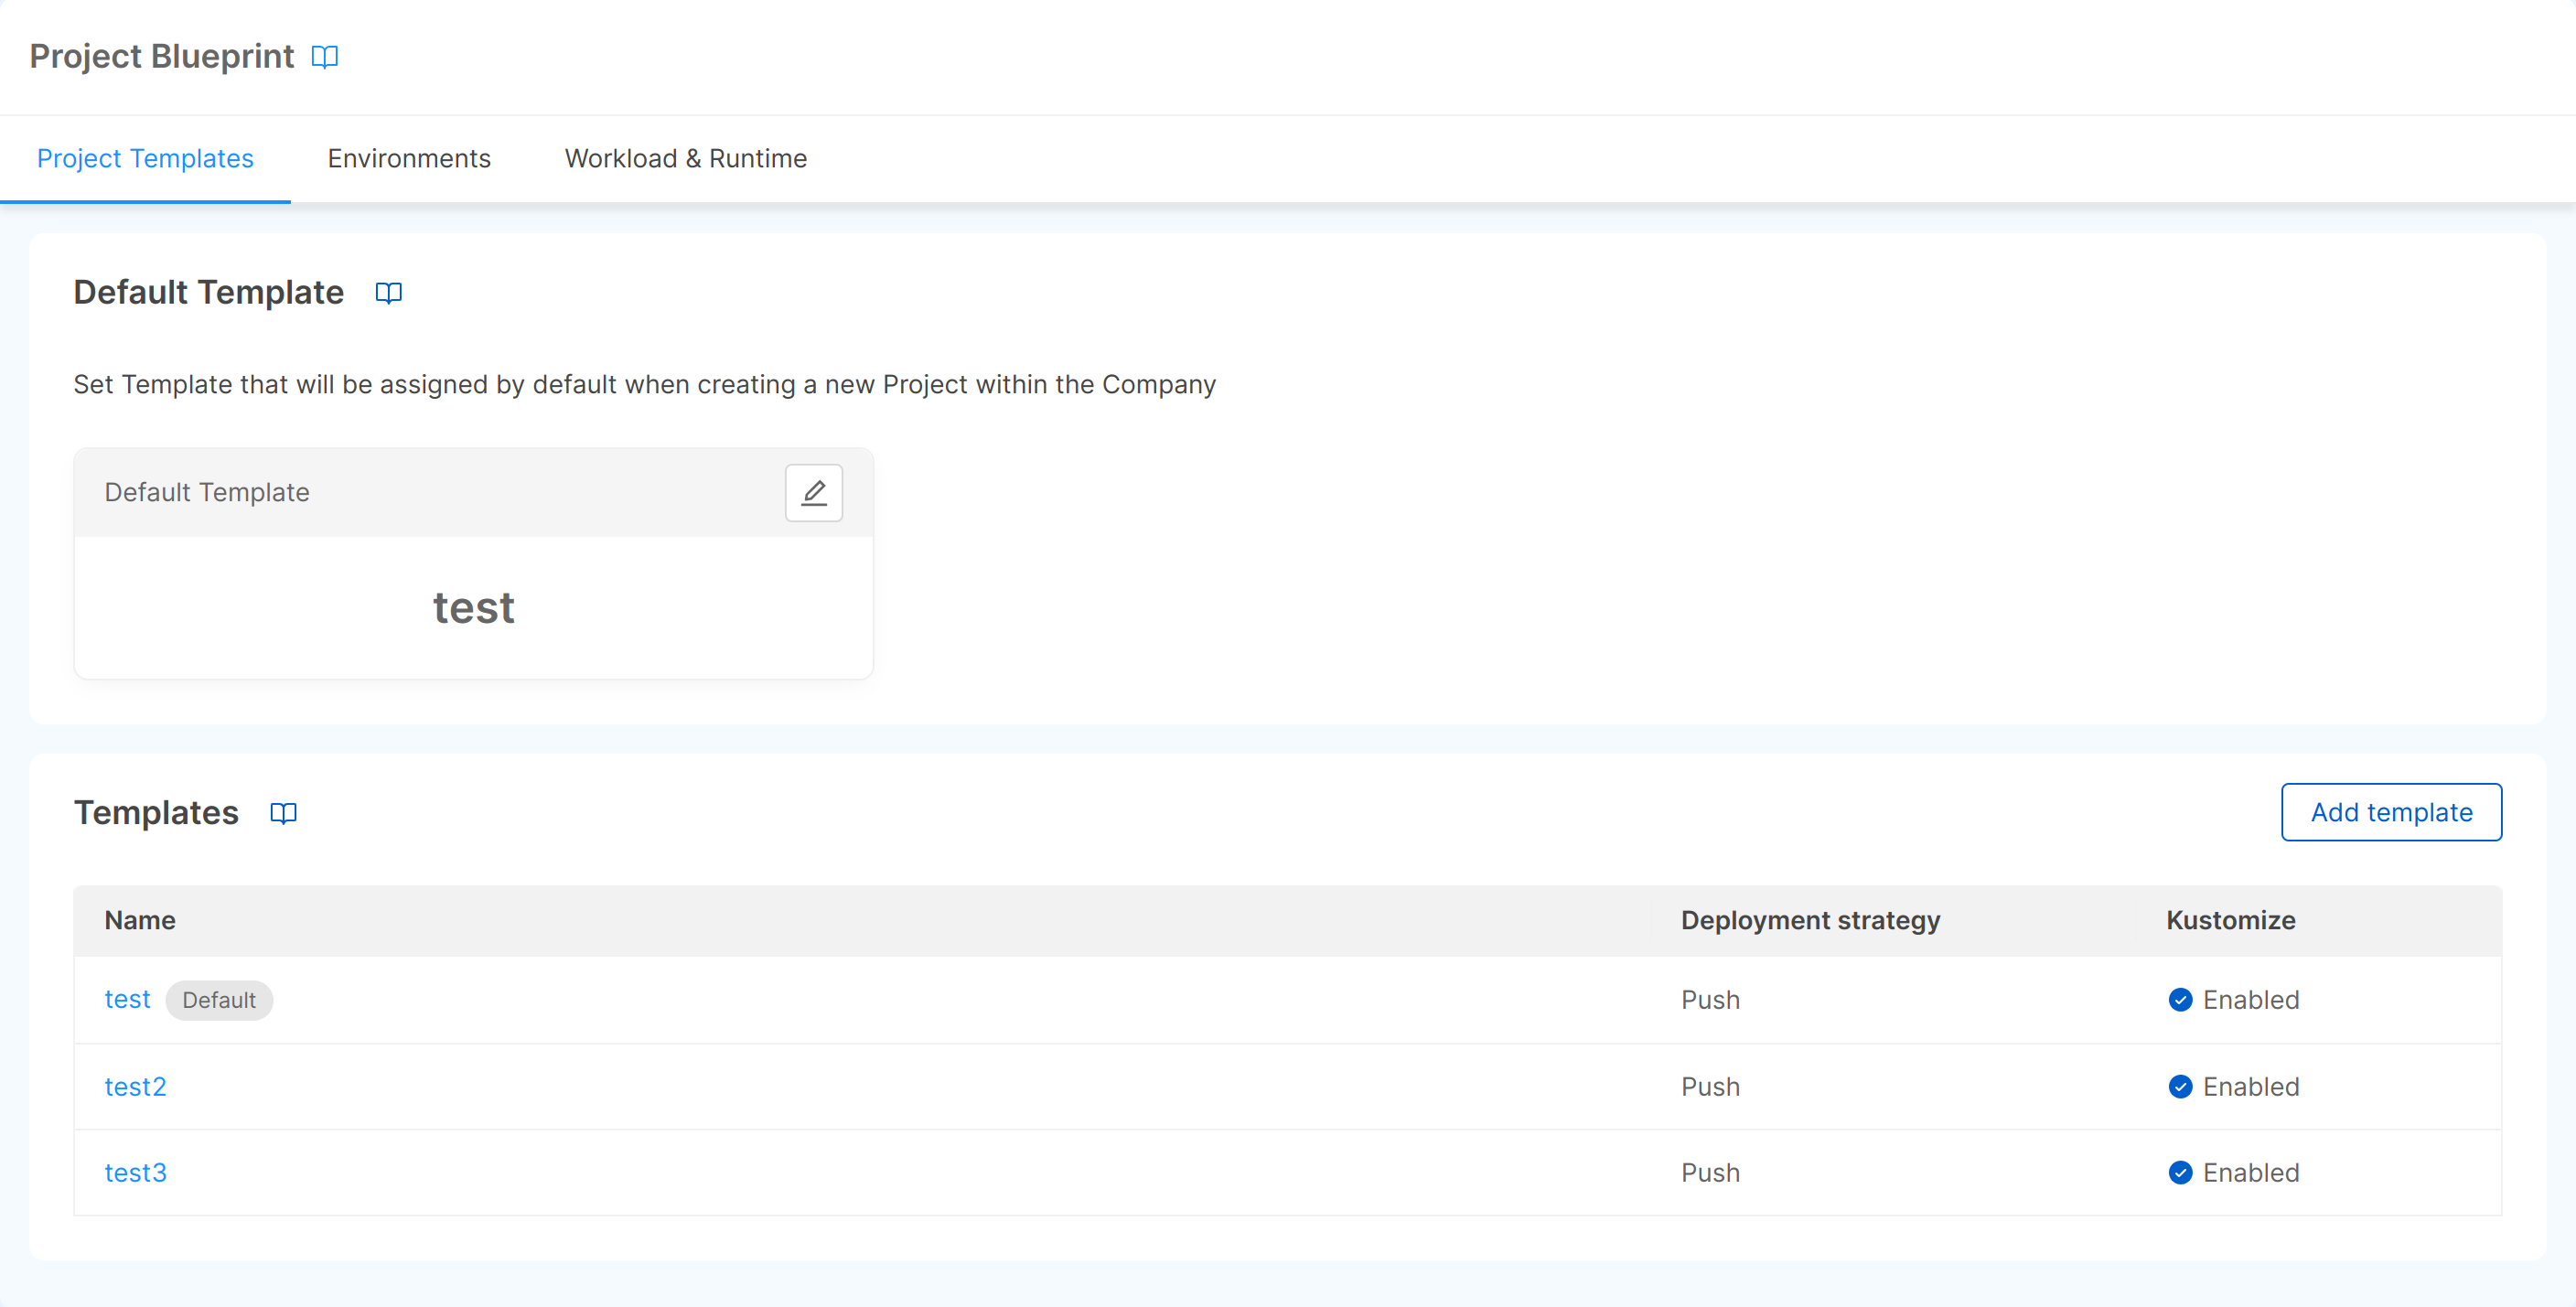 Project Blueprint
Project Templates Environments Workload & Runtime
Default Template
Set Template that will be assigned by default when creating a new Project within the Company
Default Template
test
Templates
Add template
Name Deployment strategy Kustomize
test Default Push Enabled
test2 Push Enabled
test3 Push Enabled